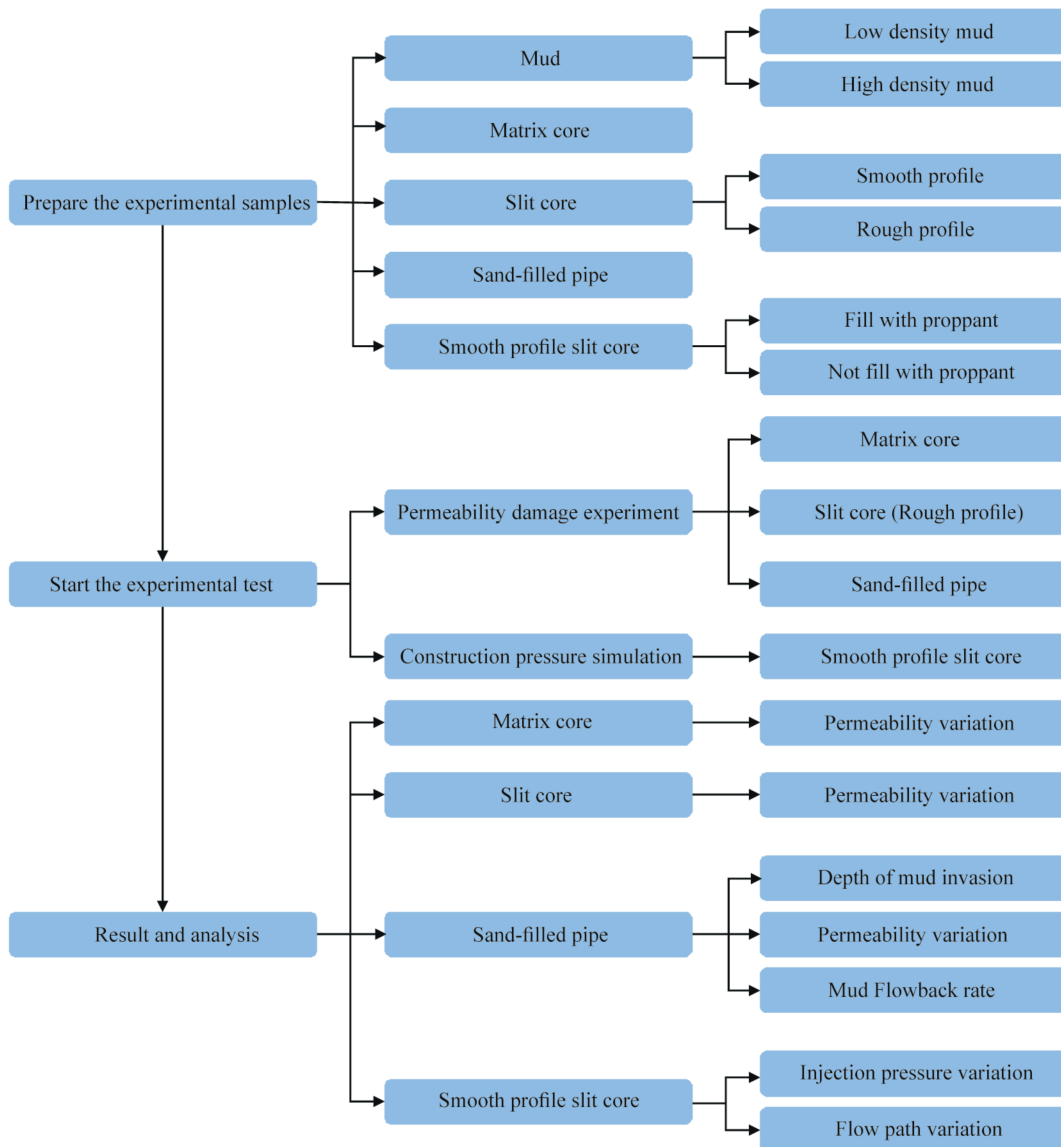 Low density mud
Mud
High density mud
Matrix core
Smooth profile
Prepare the experimental samples
Slit core
Rough profile
Sand-filled pipe
Fill with proppant
Smooth profile slit core
Not fill with proppant
Matrix core
Permeability damage experiment
Slit core (Rough profile)
Start the experimental test
Sand-filled pipe
Construction pressure simulation
Smooth profile slit core
Matrix core
Permeability variation
Slit core
Permeability variation
Depth of mud invasion
Result and analysis
Sand-filled pipe
Permeability variation
Mud Flowback rate
Injection pressure variation
Smooth profile slit core
Flow path variation